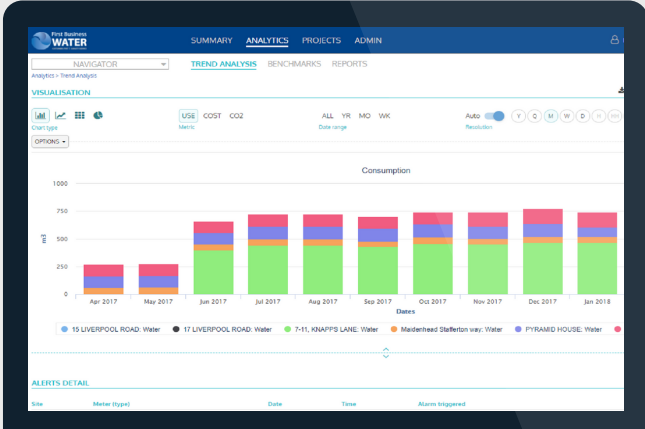 First Business
WATER
SUMMARY ANALYTICS PROJECTS ADMIN
NAVIGATOR
TREND ANALYSIS BENCHMARKS REPORTS
Analytics > Trend Analysis
VISUALISATION
USE COST CO2 ALL YR MO WK Auto Y Q M W D H
Chart type Metric Date range Resolution
OPTIONS
Consumption
1000
750
500
250
0
m3
Apr 2017 May 2017 Jun 2017 Jul 2017 Aug 2017 Sep 2017 Oct 2017 Nov 2017 Dec 2017 Jan 2018
Dates
15 LIVERPOOL ROAD: Water 17 LIVERPOOL ROAD: Water 7-11, KNAPPS LANE: Water Maidenhead Stafferton way: Water PYRAMID HOUSE: Water
ALERTS DETAIL
Site Meter (type) Date Time Alarm triggered